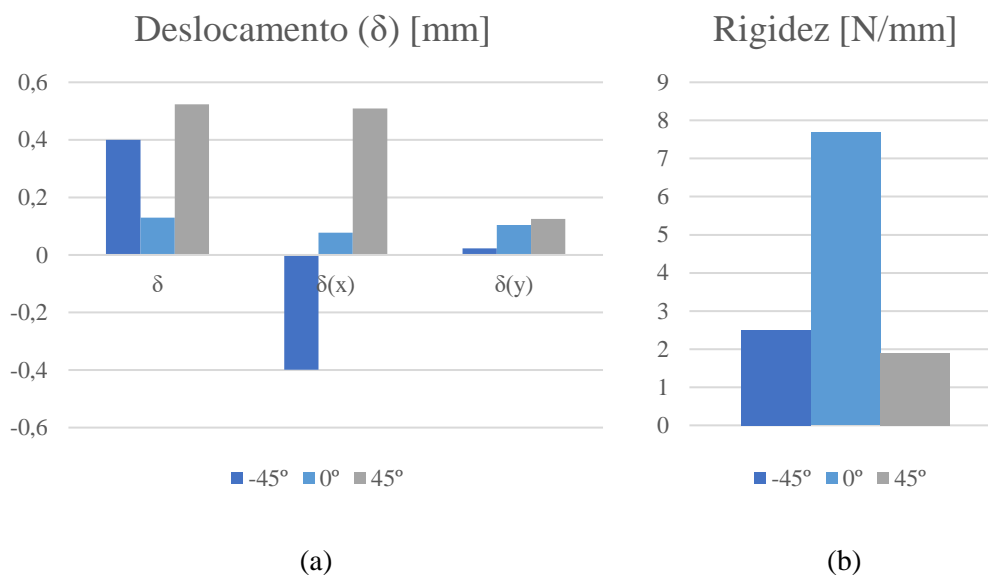 Deslocamento (δ) [mm]
0,6
0,4
0,2
0
-0,2
-0,4
-0,6
δ
δ(x)
δ(y)
-45º 0º 45º
(a)
Rigidez [N/mm]
9
8
7
6
5
4
3
2
1
0
-45º 0º 45º
(b)